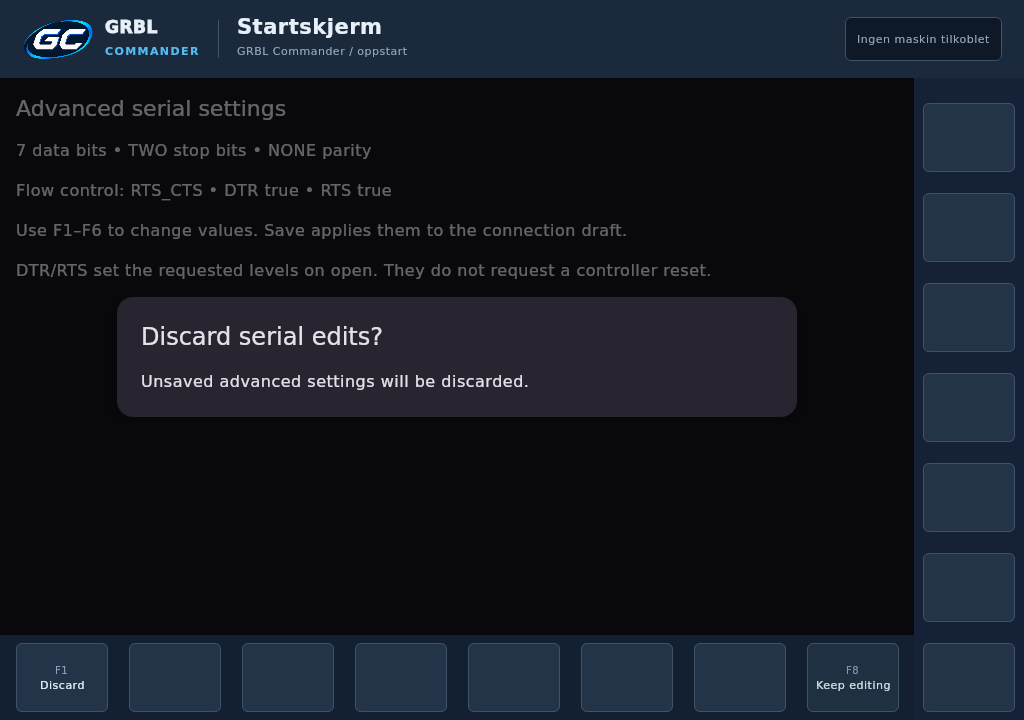 GC
GRBL
COMMANDER
Startskjerm
GRBL Commander / oppstart
Ingen maskin tilkoblet
Advanced serial settings
7 data bits • TWO stop bits • NONE parity
Flow control: RTS_CTS • DTR true • RTS true
Use F1–F6 to change values. Save applies them to the connection draft.
DTR/RTS set the requested levels on open. They do not request a controller reset.
Discard serial edits?
Unsaved advanced settings will be discarded.
F1
Discard
F8
Keep editing